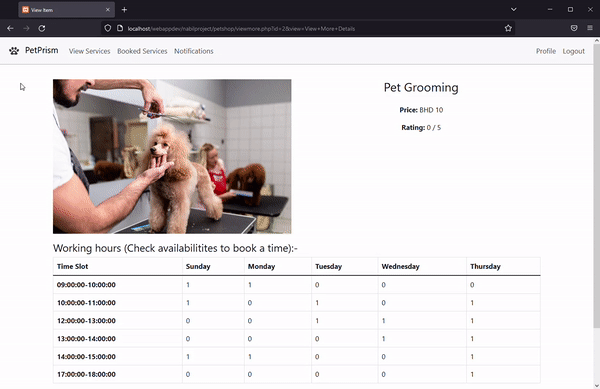 View Item
localhost/webappdev/nabilproject/petshop/viewmore.php?id=2&view=View+More+Details
PetPrism View Services Booked Services Notifications Profile Logout
Pet Grooming
Price: BHD 10
Rating: 0 / 5
Working hours (Check availabilitites to book a time):-
Time Slot Sunday Monday Tuesday Wednesday Thursday
09:00:00-10:00:00 1 1 0 0 0
10:00:00-11:00:00 1 0 1 0 1
12:00:00-13:00:00 0 0 1 1 1
13:00:00-14:00:00 0 0 0 1 1
14:00:00-15:00:00 1 1 0 0 1
17:00:00-18:00:00 0 0 0 0 1